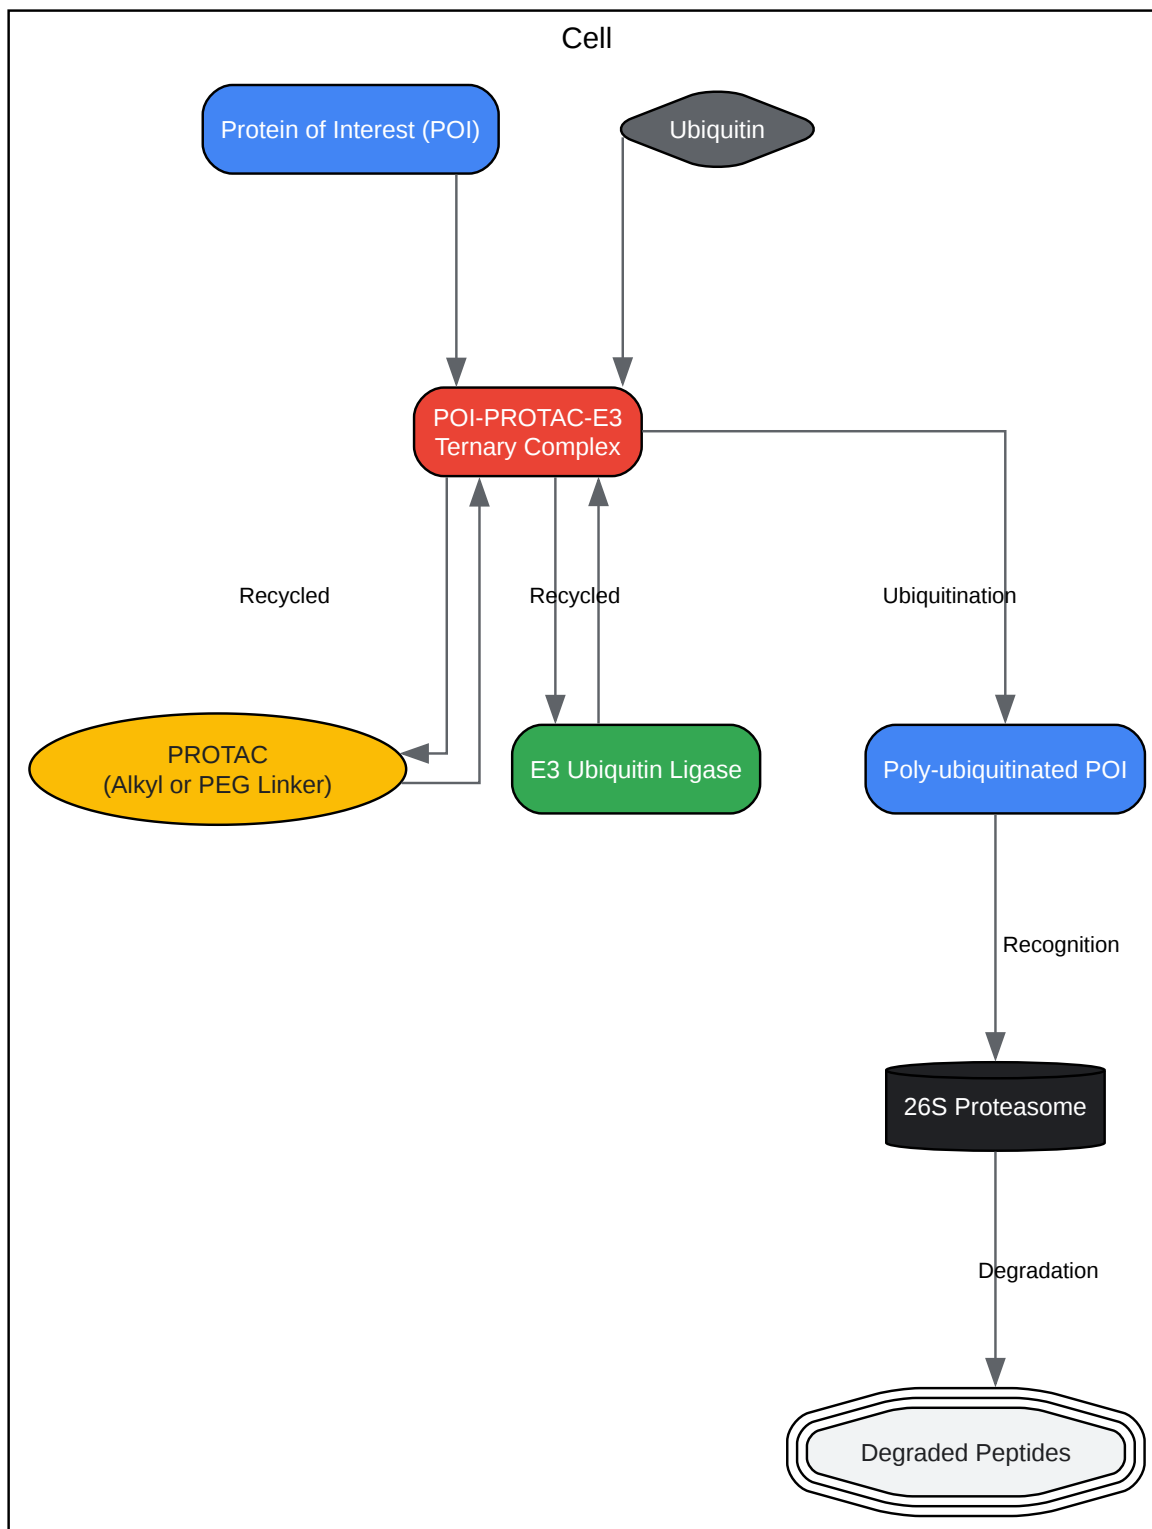 Cell
Protein of Interest (POI)
Ubiquitin
POI-PROTAC-E3
Ternary Complex
Recycled
Recycled
Ubiquitination
PROTAC
(Alkyl or PEG Linker)
E3 Ubiquitin Ligase
Poly-ubiquitinated POI
Recognition
26S Proteasome
Degradation
Degraded Peptides